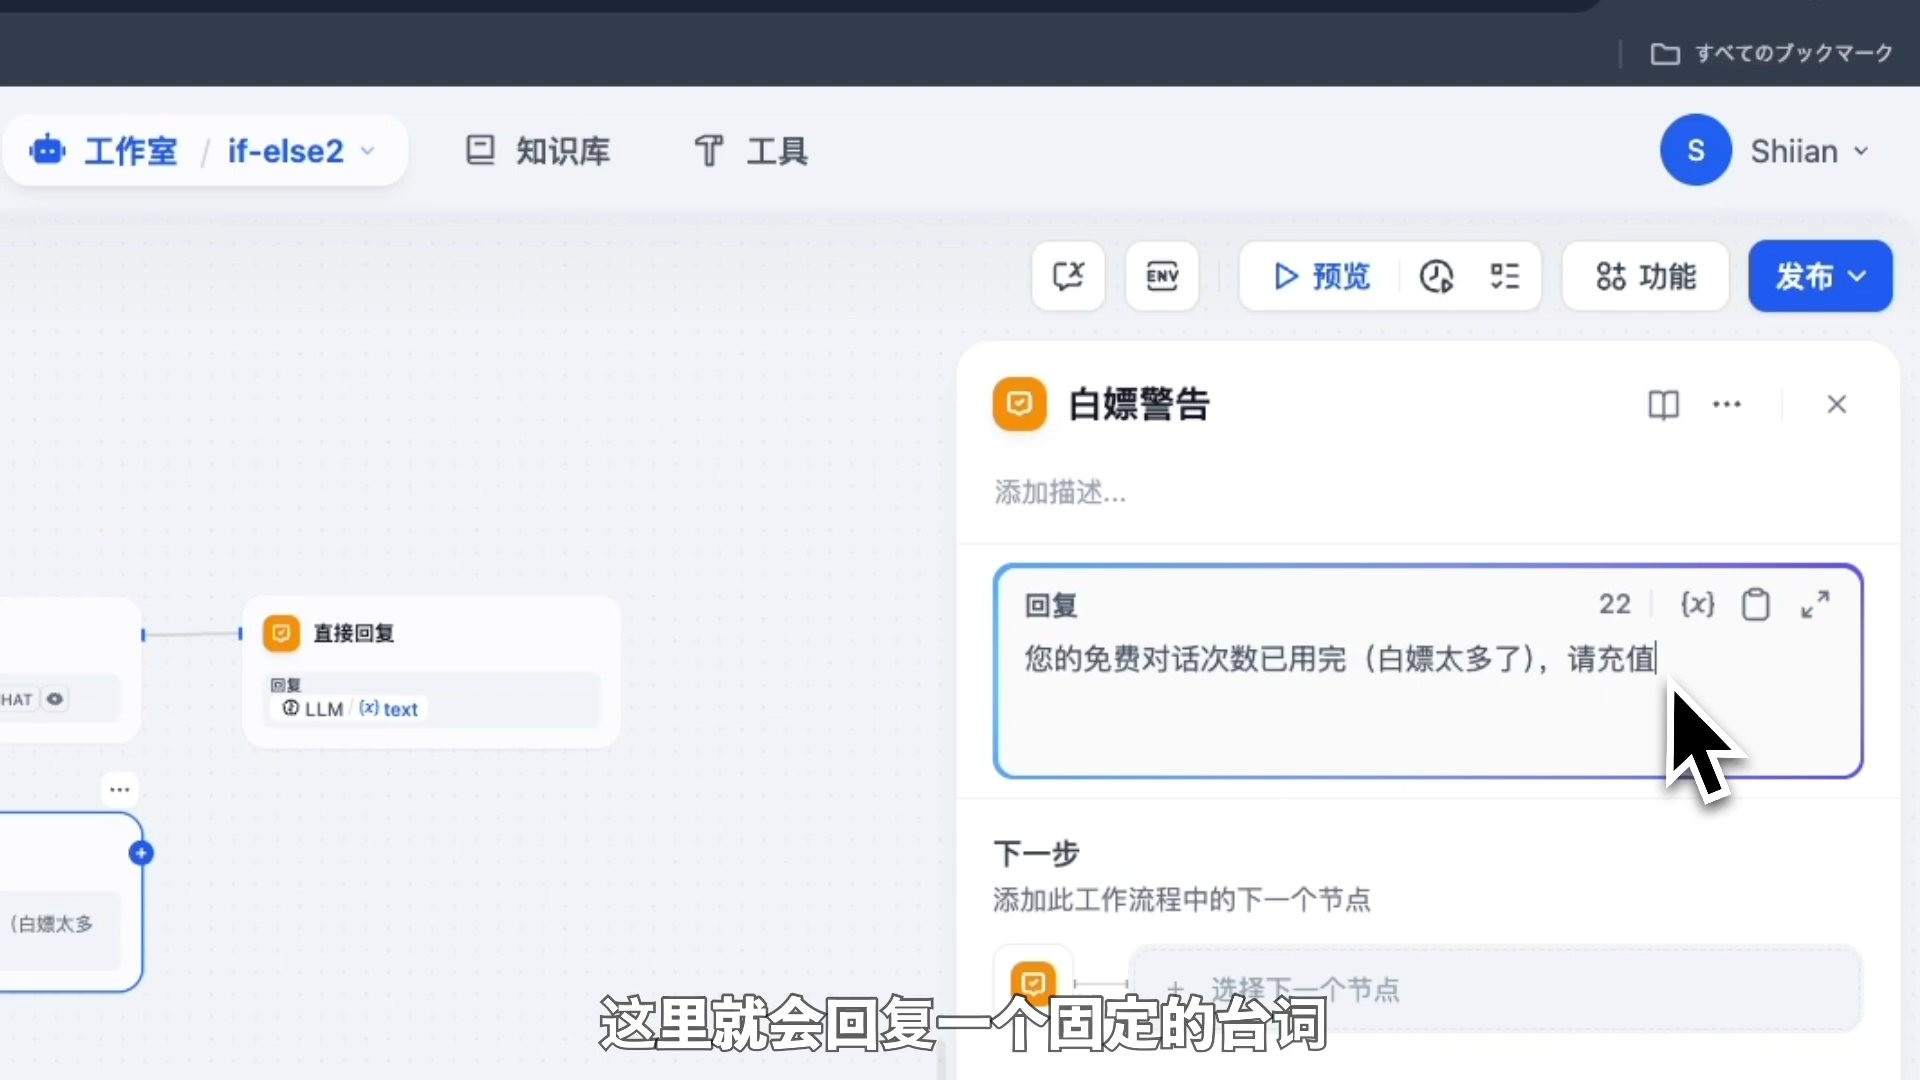 すべてのブックマーク
工作室 / if-else2
知识库
工具
S
Shiian
ENV
预览
功能
发布
白嫖警告
添加描述...
回复
22
{x}
您的免费对话次数已用完（白嫖太多了），请充值
直接回复
回复
LLM / {x} text
HAT
（白嫖太多
下一步
添加此工作流程中的下一个节点
+ 选择下一个节点
这里就会回复一个固定的台词